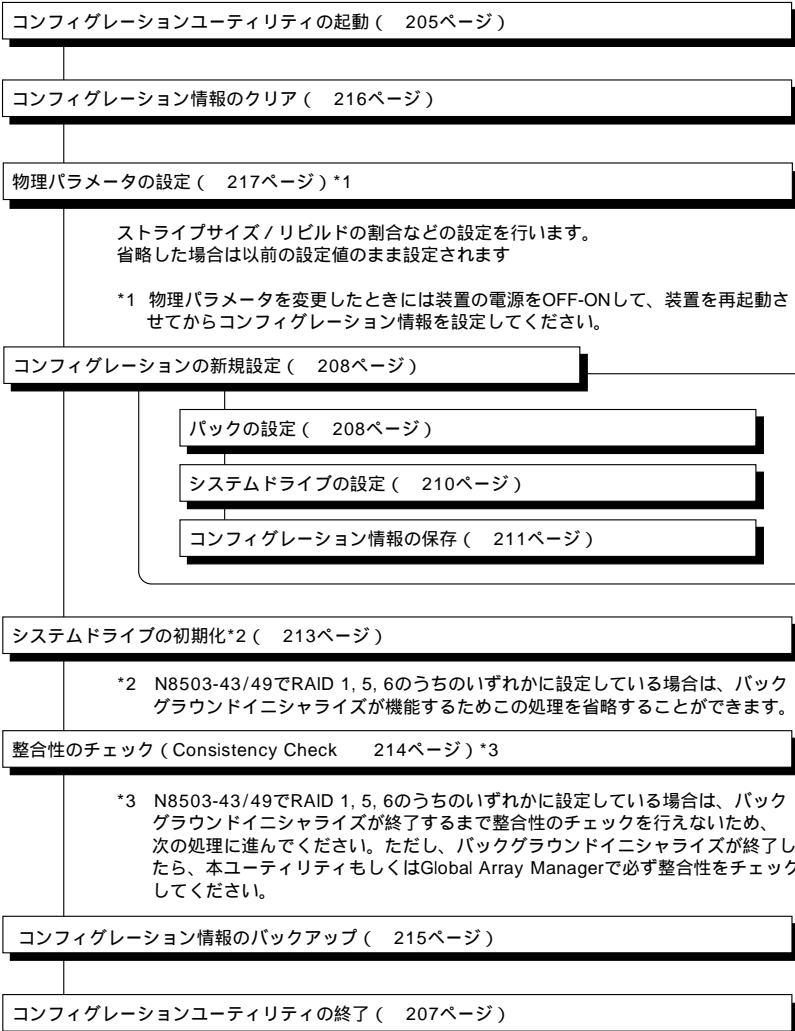 コンフィグレーションユーティリティの起動（　205ページ）
コンフィグレーション情報のクリア（　216ページ）
物理パラメータの設定（　217ページ）*1
ストライプサイズ／リビルドの割合などの設定を行います。
省略した場合は以前の設定値のまま設定されます
*1 物理パラメータを変更したときには装置の電源をOFF-ONして、装置を再起動さ
せてからコンフィグレーション情報を設定してください。
コンフィグレーションの新規設定（　208ページ）
パックの設定（　208ページ）
システムドライブの設定（　210ページ）
コンフィグレーション情報の保存（　211ページ）
システムドライブの初期化*2（　213ページ）
*2 N8503-43/49でRAID 1, 5, 6のうちのいずれかに設定している場合は、バック
グラウンドイニシャライズが機能するためこの処理を省略することができます。
整合性のチェック（Consistency Check　214ページ）*3
*3 N8503-43/49でRAID 1, 5, 6のうちのいずれかに設定している場合は、バック
グラウンドイニシャライズが終了するまで整合性のチェックを行えないため、
次の処理に進んでください。ただし、バックグラウンドイニシャライズが終了し
たら、本ユーティリティもしくはGlobal Array Managerで必ず整合性をチェック
してください。
コンフィグレーション情報のバックアップ（　215ページ）
コンフィグレーションユーティリティの終了（　207ページ）